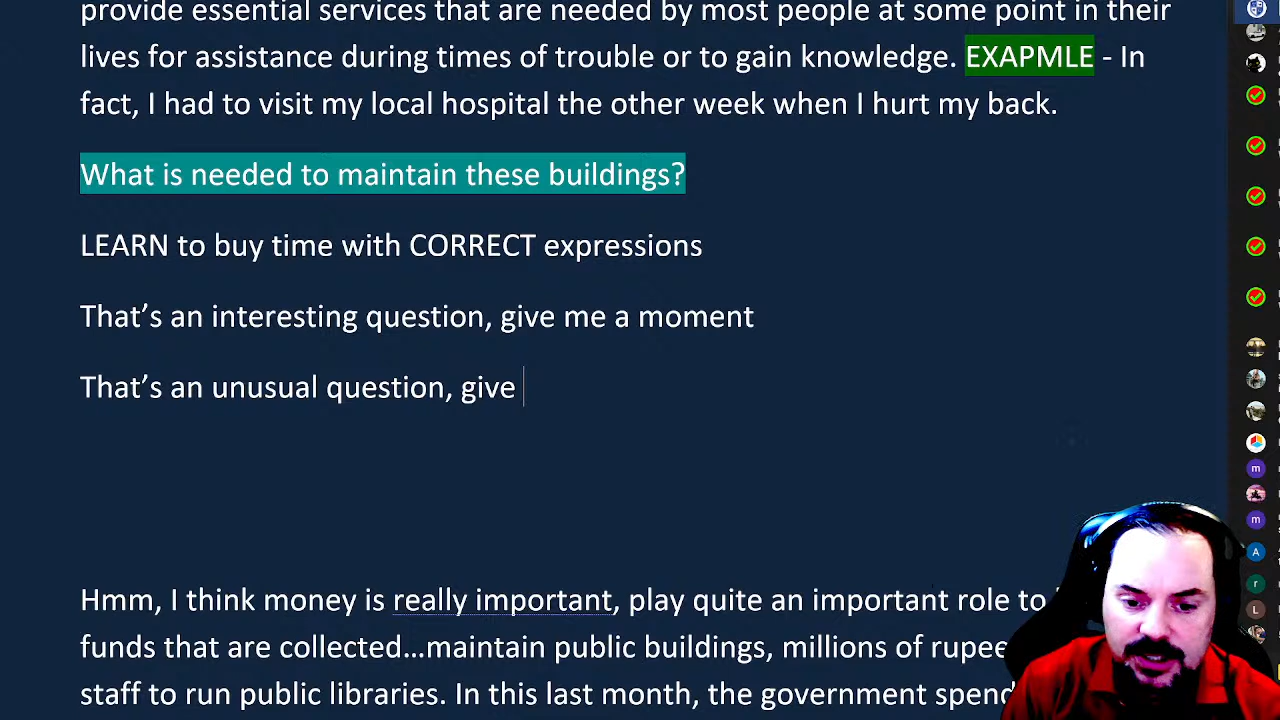 provide essential services that are needed by most people at some point in their
lives for assistance during times of trouble or to gain knowledge. EXAPMLE - In
fact, I had to visit my local hospital the other week when I hurt my back.
What is needed to maintain these buildings?
LEARN to buy time with CORRECT expressions
That’s an interesting question, give me a moment
That’s an unusual question, give
Hmm, I think money is really important, play quite an important role to
funds that are collected...maintain public buildings, millions of
staff to run public libraries. In this last month, the government
m
m
A
r
L